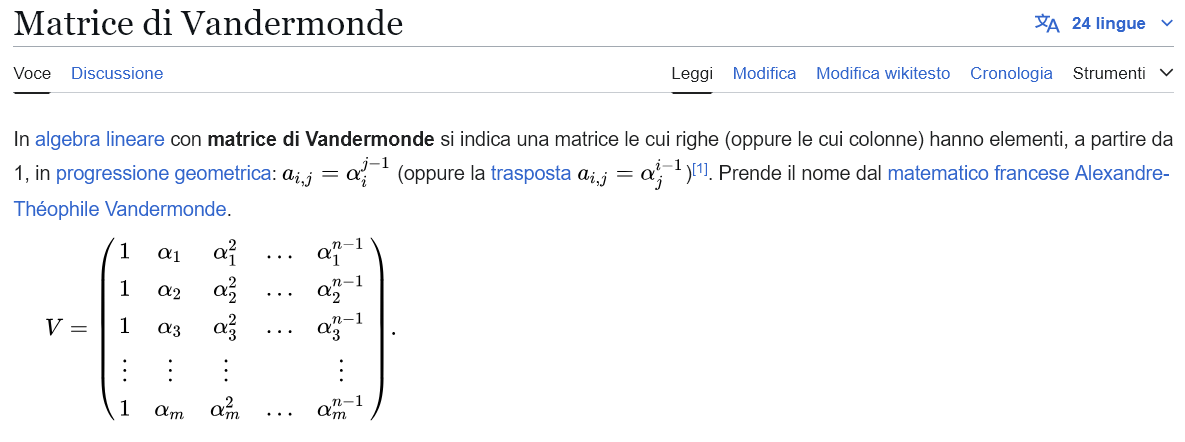 Matrice di Vandermonde
24 lingue
Voce Discussione Leggi Modifica Modifica wikitesto Cronologia Strumenti
In algebra lineare con matrice di Vandermonde si indica una matrice le cui righe (oppure le cui colonne) hanno elementi, a partire da
1, in progressione geometrica: $a_{i,j} = \alpha_i^{j-1}$ (oppure la trasposta $a_{i,j} = \alpha_j^{i-1}$)[1]. Prende il nome dal matematico francese Alexandre-
Théophile Vandermonde.
$V = \begin{pmatrix} 1 & \alpha_1 & \alpha_1^2 & \dots & \alpha_1^{n-1} \\ 1 & \alpha_2 & \alpha_2^2 & \dots & \alpha_2^{n-1} \\ 1 & \alpha_3 & \alpha_3^2 & \dots & \alpha_3^{n-1} \\ \vdots & \vdots & \vdots & & \vdots \\ 1 & \alpha_m & \alpha_m^2 & \dots & \alpha_m^{n-1} \end{pmatrix}.$